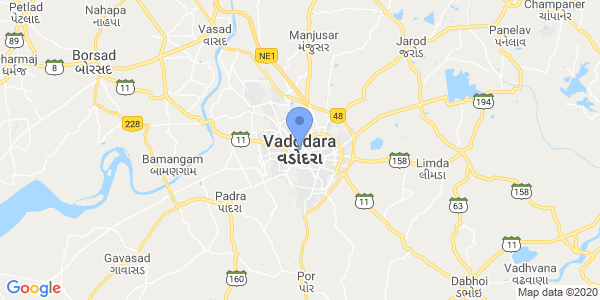 Petlad
પેટલાદ
Nahapa
નાહાપા
Vasad
વાસદ
Manjusar
મંજુસર
Jarod
જરોદ
Panelav
પનેલાવ
Champaner
ચાંપાનેર
Dharmaj
ધર્મજ
89
8
Borsad
બોરસદ
NE1
11
48
194
228
11
Vadodara
વડોદરા
158
Limda
લીમડા
158
Bamangam
બામણગામ
Padra
પાદરા
11
63
11
Gavasad
ગાવાસડ
160
Por
પોર
Dabhoi
ડભોઇ
Vadhvana
વઢવાણા
Google
Map data ©2020